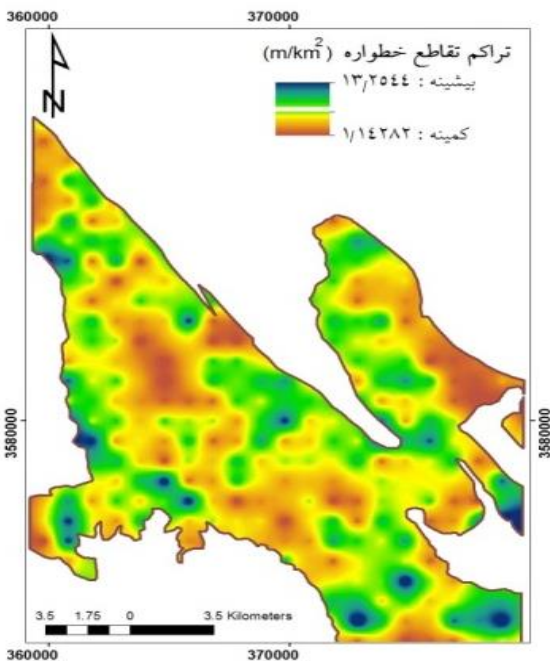 360000 370000
تراکم تقاطع خطواره (m/km²)
بیشینه : ۱۳٫۲۵۴۴
کمینه : ۱٫۱۴۲۸۲
N
3580000 3580000
3.5 1.75 0 3.5 Kilometers
360000 370000